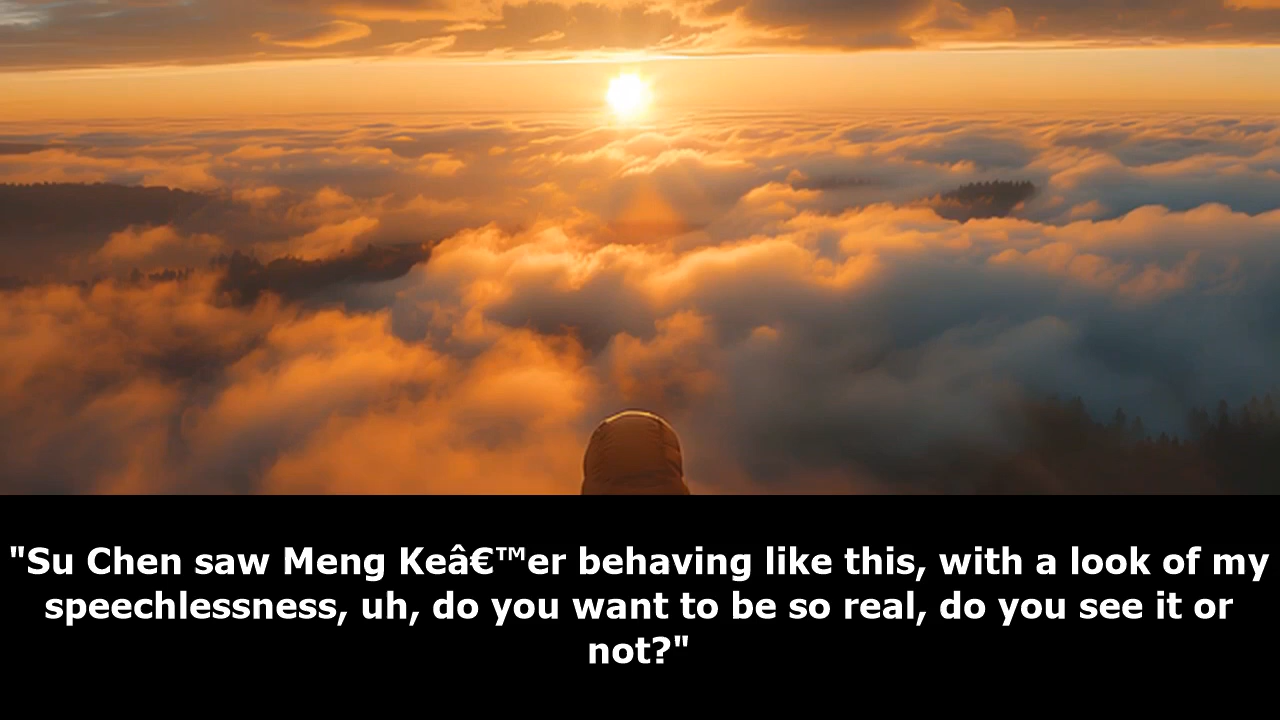 "Su Chen saw Meng Keâ€™er behaving like this, with a look of my
speechlessness, uh, do you want to be so real, do you see it or
not?"